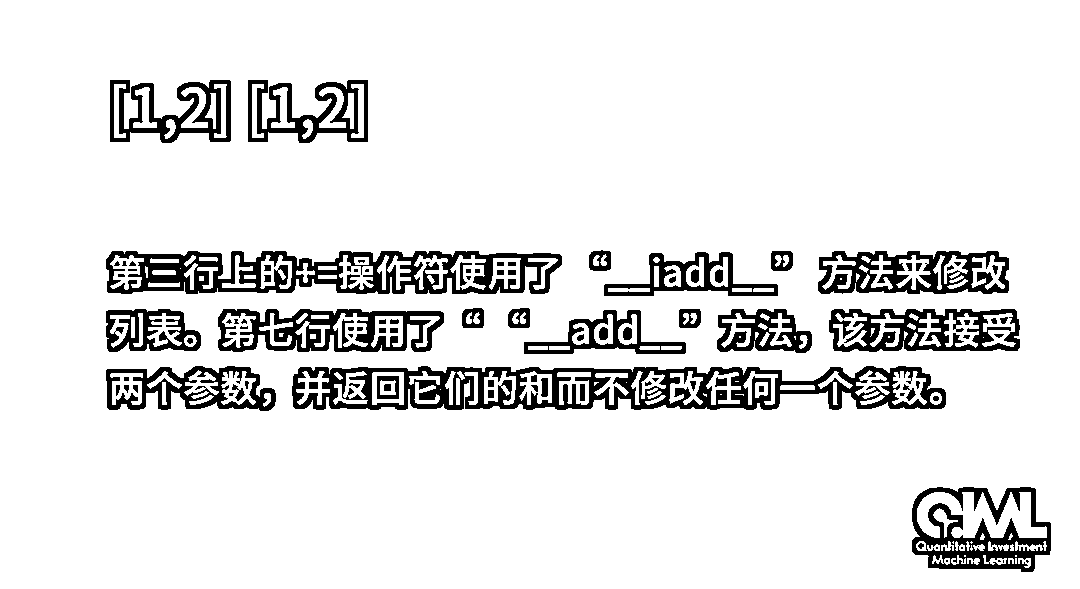 [1,2] [1,2]
第三行上的+=操作符使用了 “__iadd__” 方法来修改
列表。第七行使用了“ “__add__”方法，该方法接受
两个参数，并返回它们的和而不修改任何一个参数。
QIML
Quantitative Investment
Machine Learning